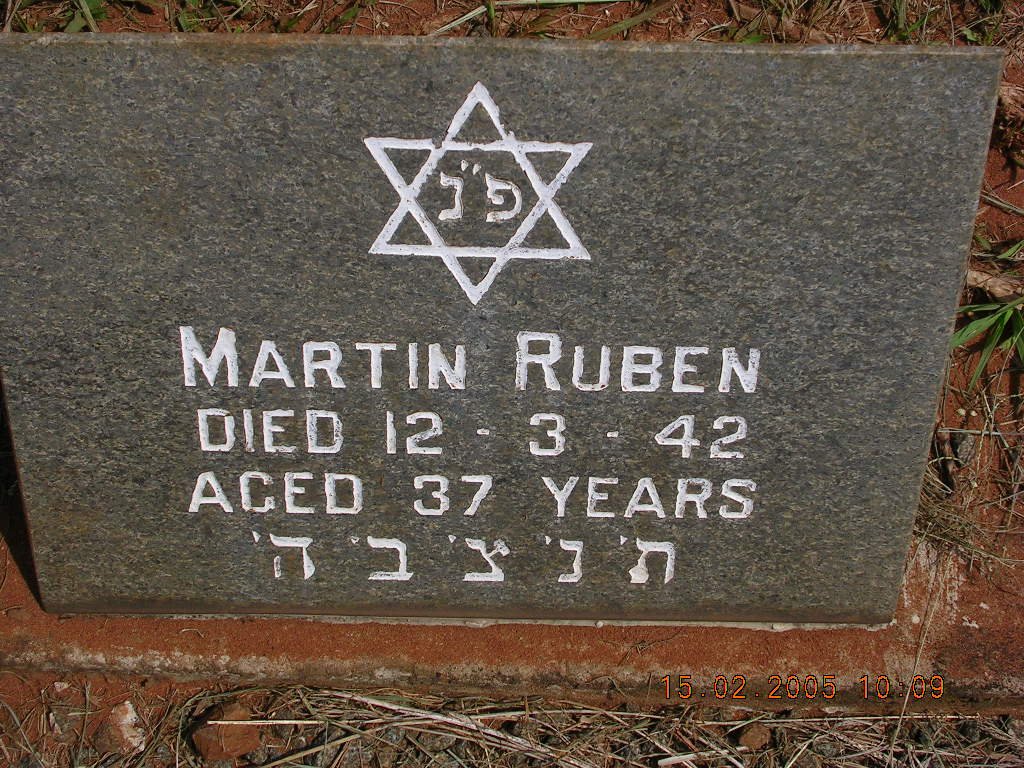 פ"נ
MARTIN RUBEN
DIED 12 - 3 - 42
AGED 37 YEARS
ת' נ' צ' ב' ה'
15.02.2005 10:09